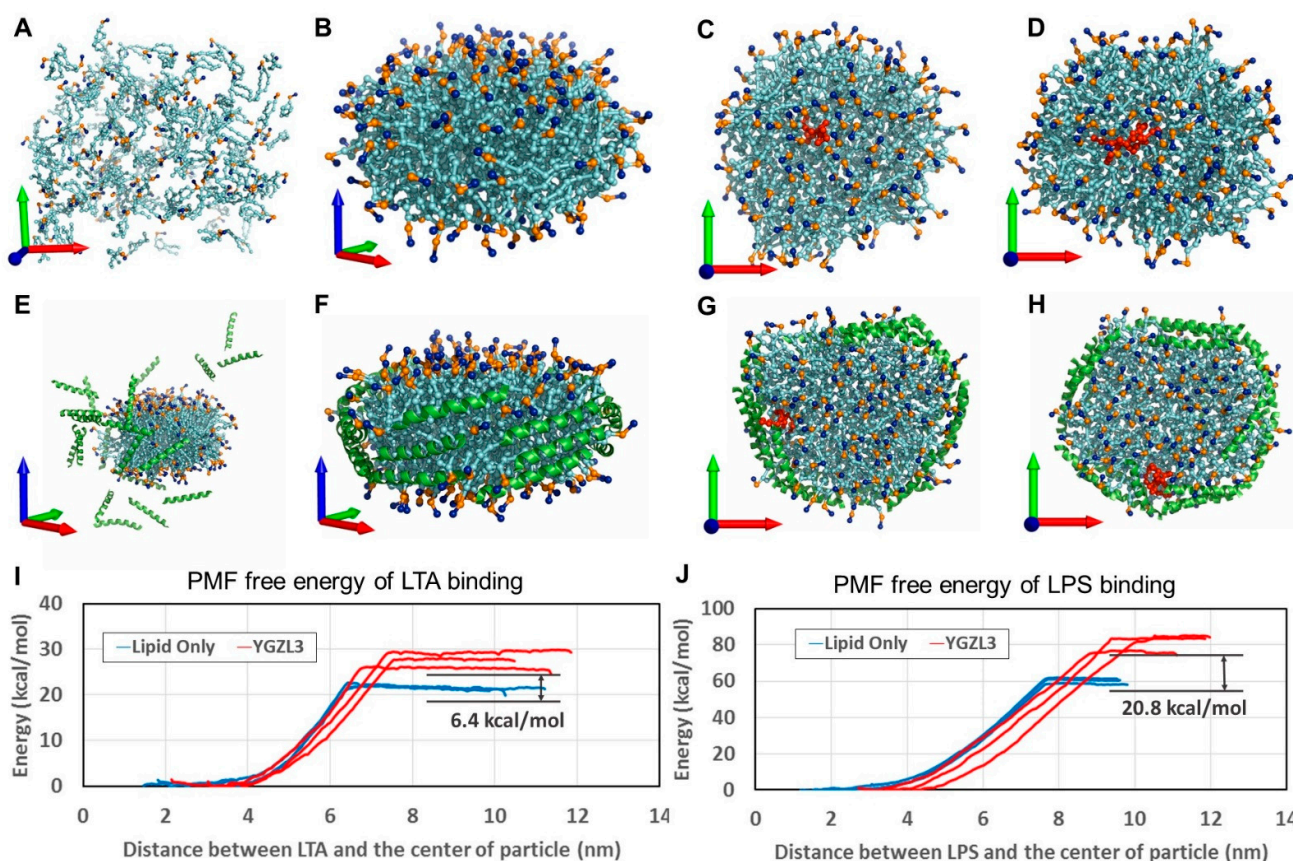 A
B
C
D
E
F
G
H
I
PMF free energy of LTA binding
Energy (kcal/mol)
40
30
20
10
0
Lipid Only
YGZL3
6.4 kcal/mol
0 2 4 6 8 10 12 14
Distance between LTA and the center of particle (nm)
J
PMF free energy of LPS binding
Energy (kcal/mol)
100
80
60
40
20
0
Lipid Only
YGZL3
20.8 kcal/mol
0 2 4 6 8 10 12 14
Distance between LPS and the center of particle (nm)